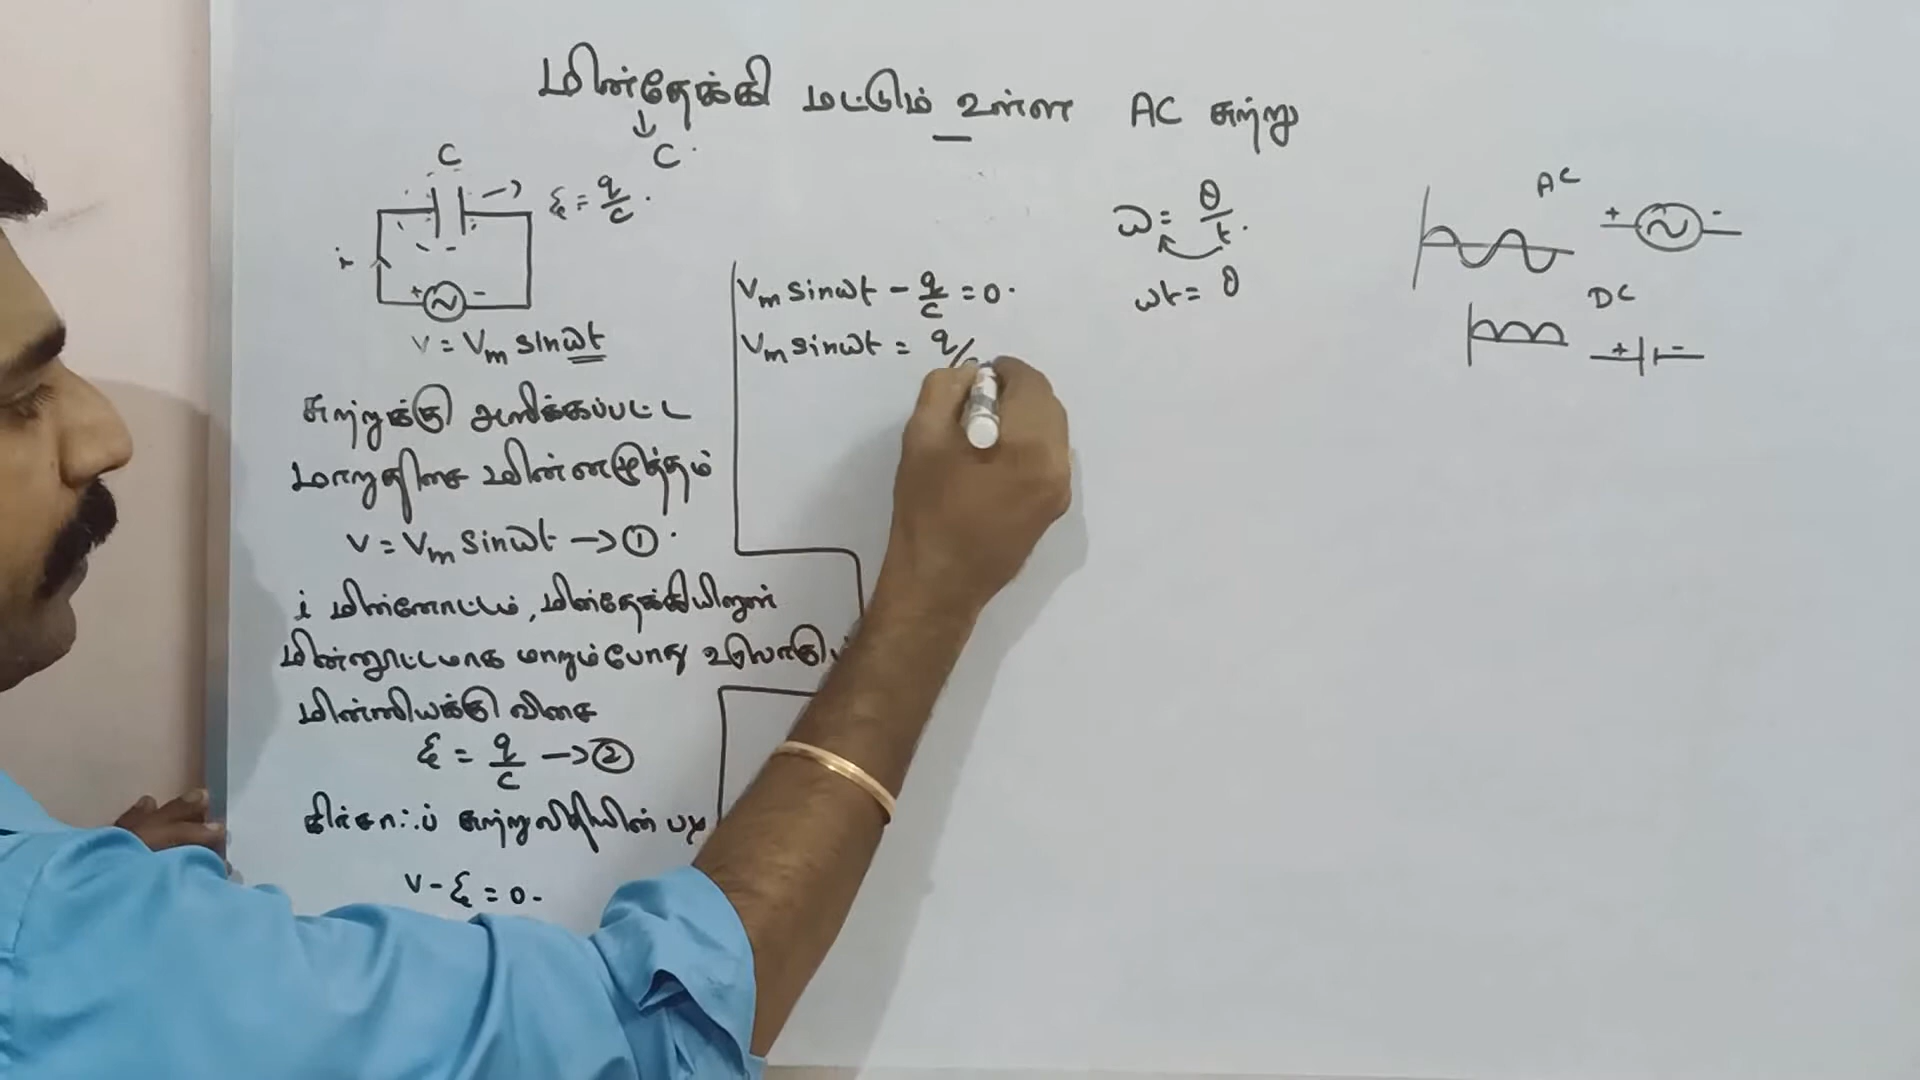 மின்தேக்கி மட்டும் உள்ள AC சுற்று
↓
C
C
ε = q/c
i
+ -
V = Vm sinωt
சுற்றுக்கு அளிக்கப்பட்ட
மாறுதிசை மின்னழுத்தம்
V = Vm sinωt → ①
i மின்னோட்டம், மின்தேக்கியிலுள்
மின்னூட்டமாக மாறும்போது உருவாகும்
மின்னியக்கு விசை
ε = q/c → ②
கிர்சாஃப் சுற்று விதியின் படி
V - ε = 0
Vm sinωt - q/c = 0
Vm sinωt = q/
ω = θ/t
ωt = θ
AC
+ -
DC
+ -